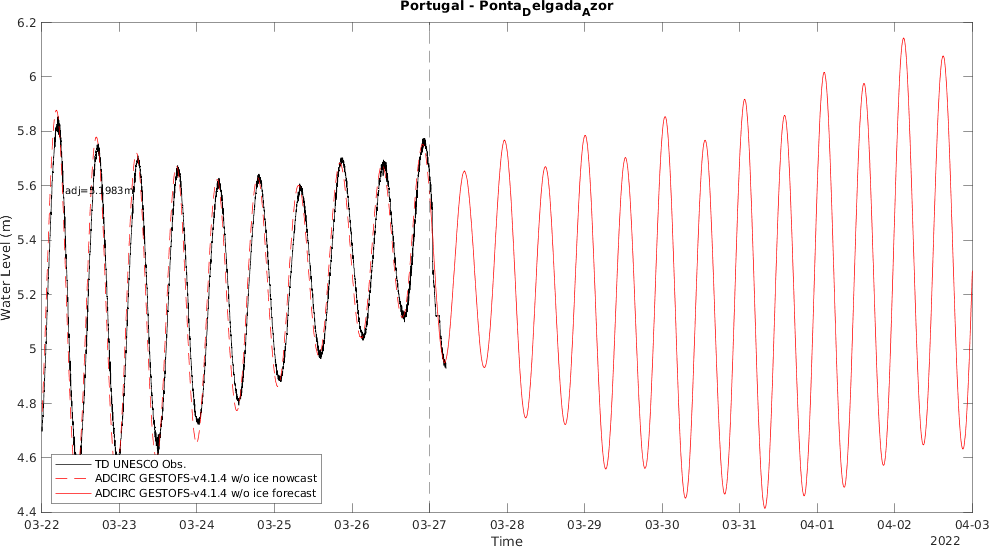 Portugal - Ponta_Delgada_Azor
6.2
6
5.8
5.6
5.4
5.2
5
4.8
4.6
4.4
Water Level (m)
adj=5.1983m
TD UNESCO Obs.
ADCIRC GESTOFS-v4.1.4 w/o ice nowcast
ADCIRC GESTOFS-v4.1.4 w/o ice forecast
03-22 03-23 03-24 03-25 03-26 03-27 03-28 03-29 03-30 03-31 04-01 04-02 04-03
Time
2022